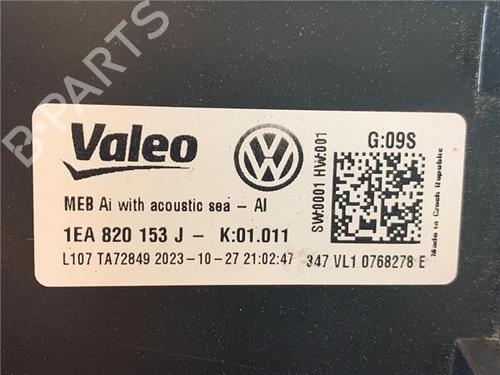 Valeo
G:09S
SW:0001 HW:001
Made in Czech Republic
MEB Ai with acoustic sea - AI
1EA 820 153 J - K:01.011
L107 TA72849 2023-10-27 21:02:47 347 VL1 0768278 E
B-PARTS